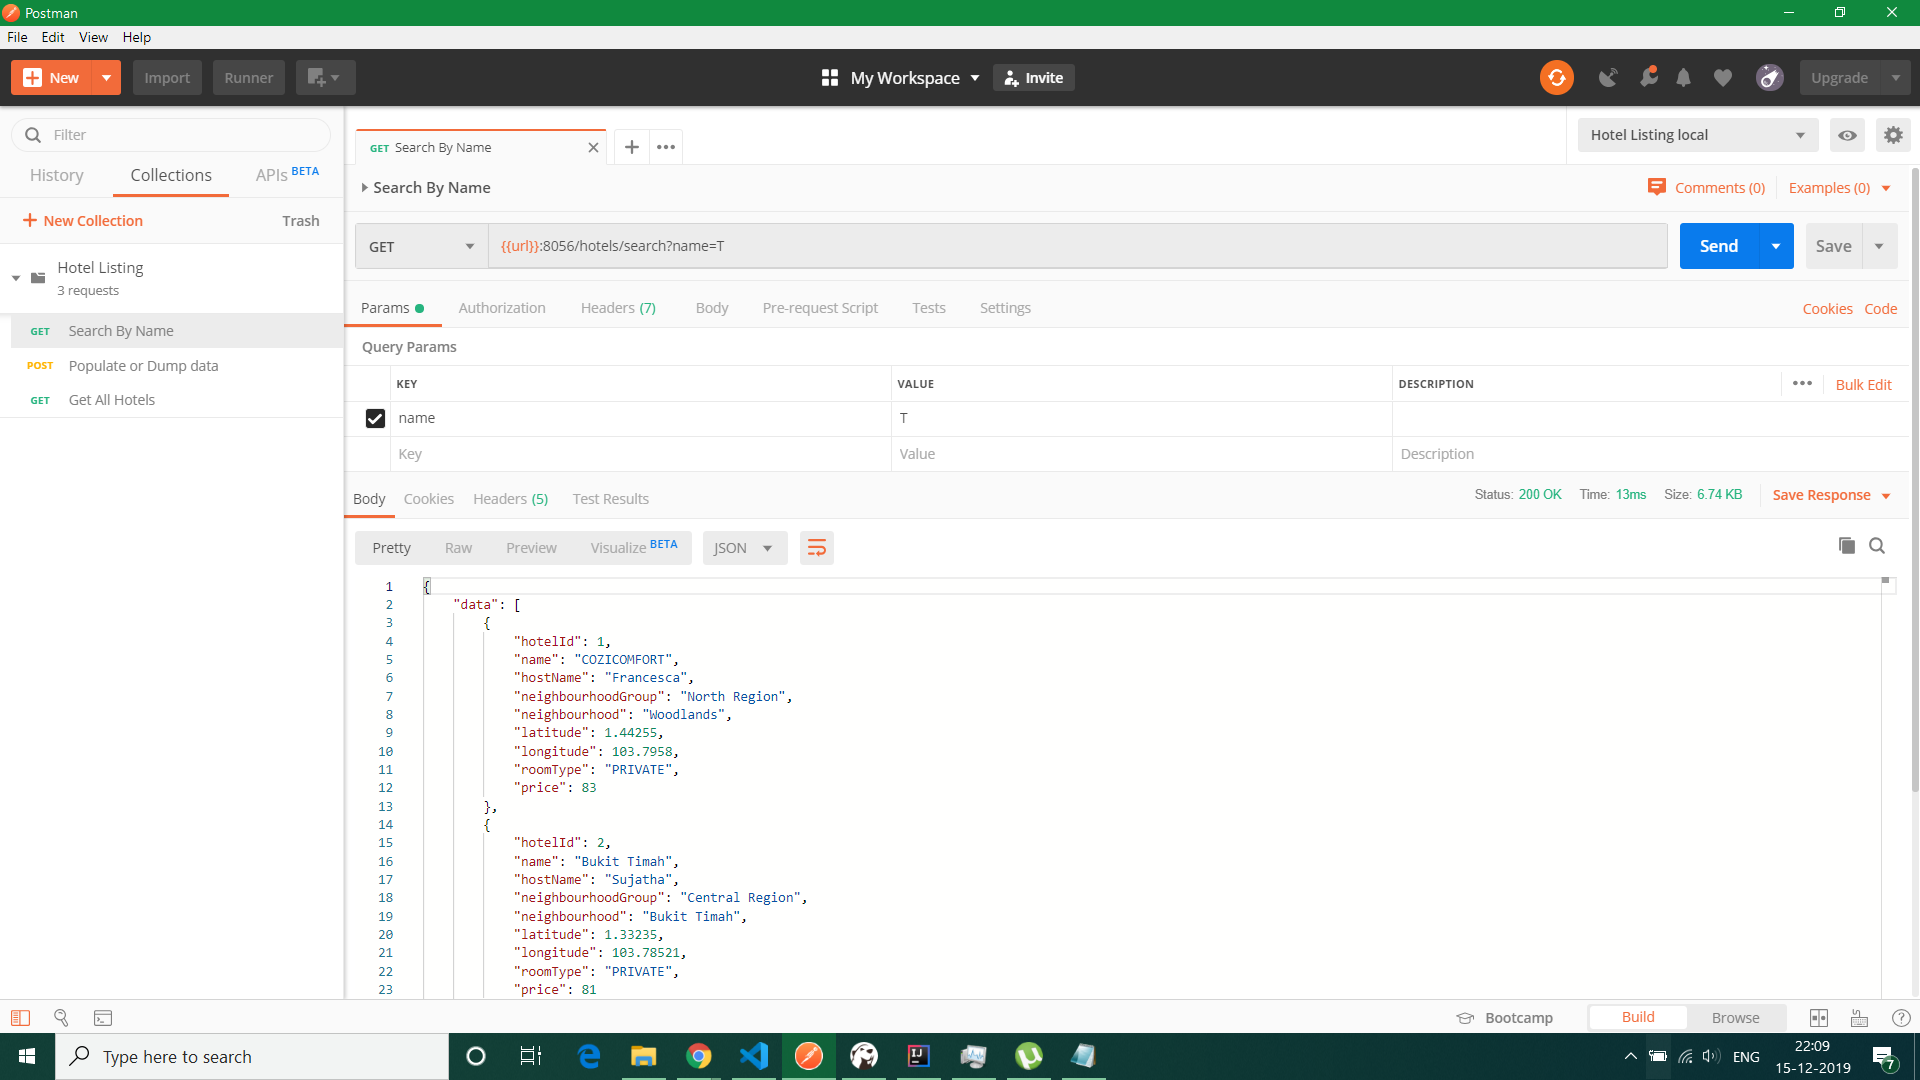 Postman
File Edit View Help
New Import Runner My Workspace Invite Upgrade
Filter
History Collections APIs BETA
New Collection Trash
Hotel Listing
3 requests
GET Search By Name
POST Populate or Dump data
GET Get All Hotels
GET Search By Name
Hotel Listing local
Search By Name
Comments (0) Examples (0)
GET {{url}}:8056/hotels/search?name=T Send Save
Params Authorization Headers (7) Body Pre-request Script Tests Settings Cookies Code
Query Params
KEY VALUE DESCRIPTION Bulk Edit
name T
Key Value Description
Body Cookies Headers (5) Test Results Status: 200 OK Time: 13ms Size: 6.74 KB Save Response
Pretty Raw Preview Visualize BETA JSON
1 {
2 "data": [
3 {
4 "hotelId": 1,
5 "name": "COZICOMFORT",
6 "hostName": "Francesca",
7 "neighbourhoodGroup": "North Region",
8 "neighbourhood": "Woodlands",
9 "latitude": 1.44255,
10 "longitude": 103.7958,
11 "roomType": "PRIVATE",
12 "price": 83
13 },
14 {
15 "hotelId": 2,
16 "name": "Bukit Timah",
17 "hostName": "Sujatha",
18 "neighbourhoodGroup": "Central Region",
19 "neighbourhood": "Bukit Timah",
20 "latitude": 1.33235,
21 "longitude": 103.78521,
22 "roomType": "PRIVATE",
23 "price": 81
Bootcamp Build Browse
Type here to search
ENG
22:09
15-12-2019
7